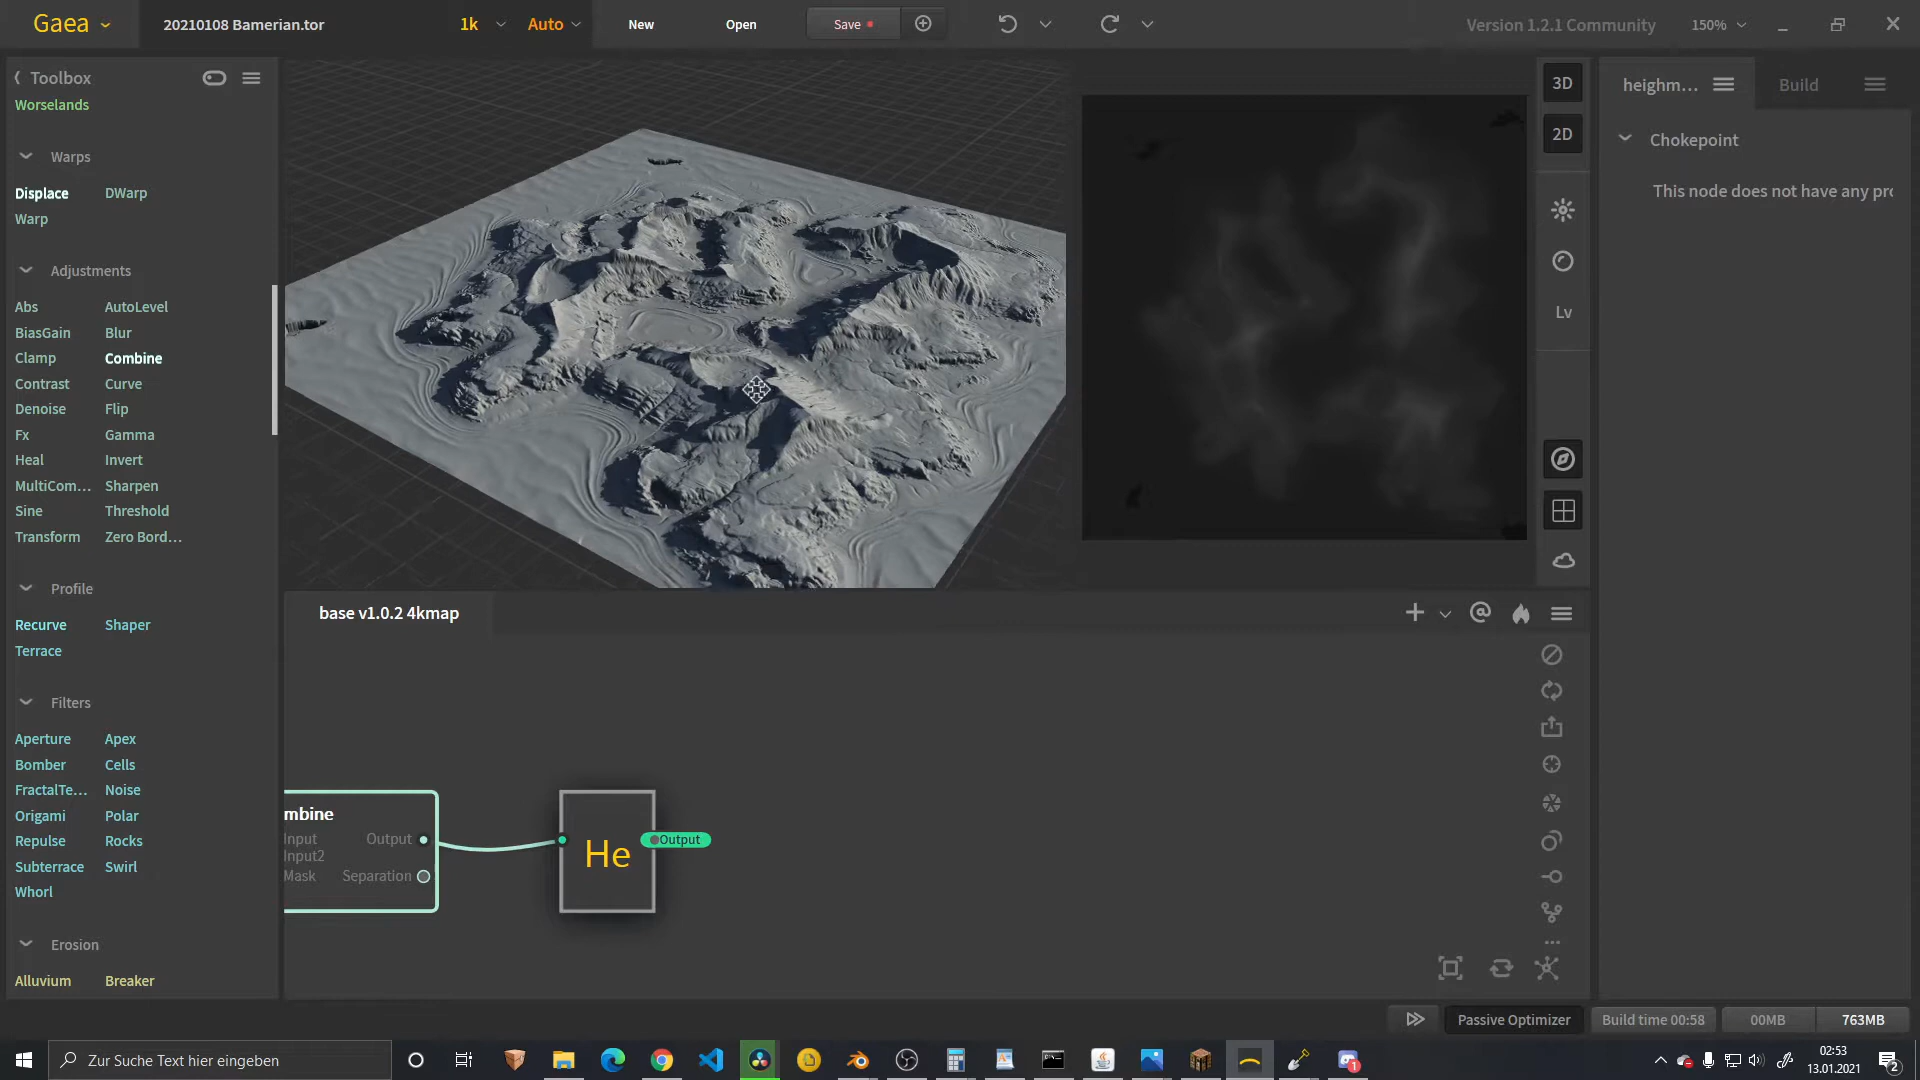 Gaea
20210108 Bamerian.tor
1k
Auto
New
Open
Save
Version 1.2.1 Community
150%
Toolbox
Worselands
Warps
Displace DWarp
Warp
Adjustments
Abs AutoLevel
BiasGain Blur
Clamp Combine
Contrast Curve
Denoise Flip
Fx Gamma
Heal Invert
MultiCom... Sharpen
Sine Threshold
Transform Zero Bord...
Profile
Recurve Shaper
Terrace
Filters
Aperture Apex
Bomber Cells
FractalTe... Noise
Origami Polar
Repulse Rocks
Subterrace Swirl
Whorl
Erosion
Alluvium Breaker
3D
2D
Lv
heighm...
Build
Chokepoint
This node does not have any pro
base v1.0.2 4kmap
mbine
Input Output
Input2
Mask Separation
He
Output
Passive Optimizer
Build time 00:58
00MB
763MB
Zur Suche Text hier eingeben
1
02:53
13.01.2021
2